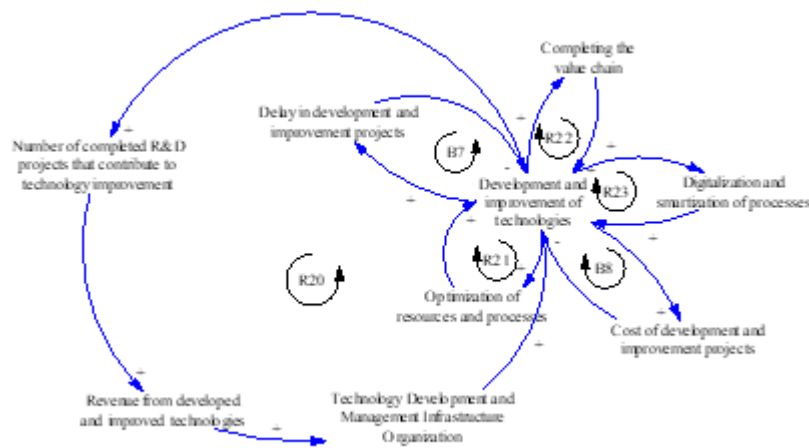 Completing the
value chain
Delay in development and
improvement projects
B7
R22
Number of completed R&D
projects that contribute to
technology improvement
Development and
improvement of
technologies
R23
Digitalization and
smartization of processes
R20
R21
B8
Optimization of
resources and processes
Cost of development and
improvement projects
Revenue from developed
and improved technologies
Technology Development and
Management Infrastructure
Organization